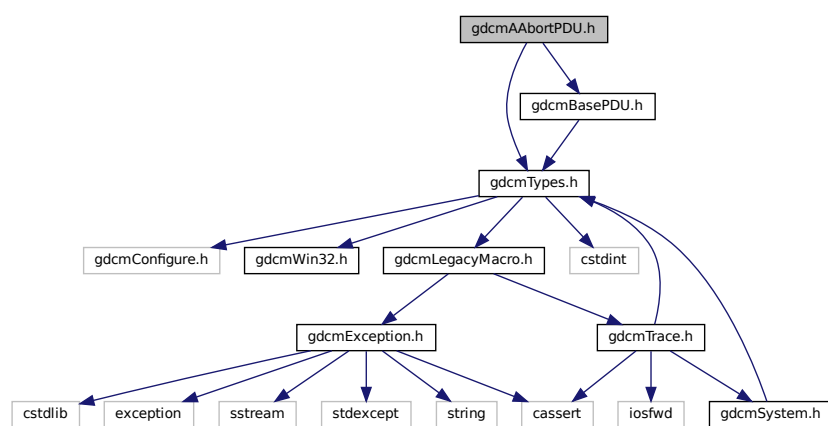 gdcmAAbortPDU.h
gdcmBasePDU.h
gdcmTypes.h
gdcmConfigure.h
gdcmWin32.h
gdcmLegacyMacro.h
cstdint
gdcmException.h
gdcmTrace.h
cstdlib
exception
sstream
stdexcept
string
cassert
iosfwd
gdcmSystem.h